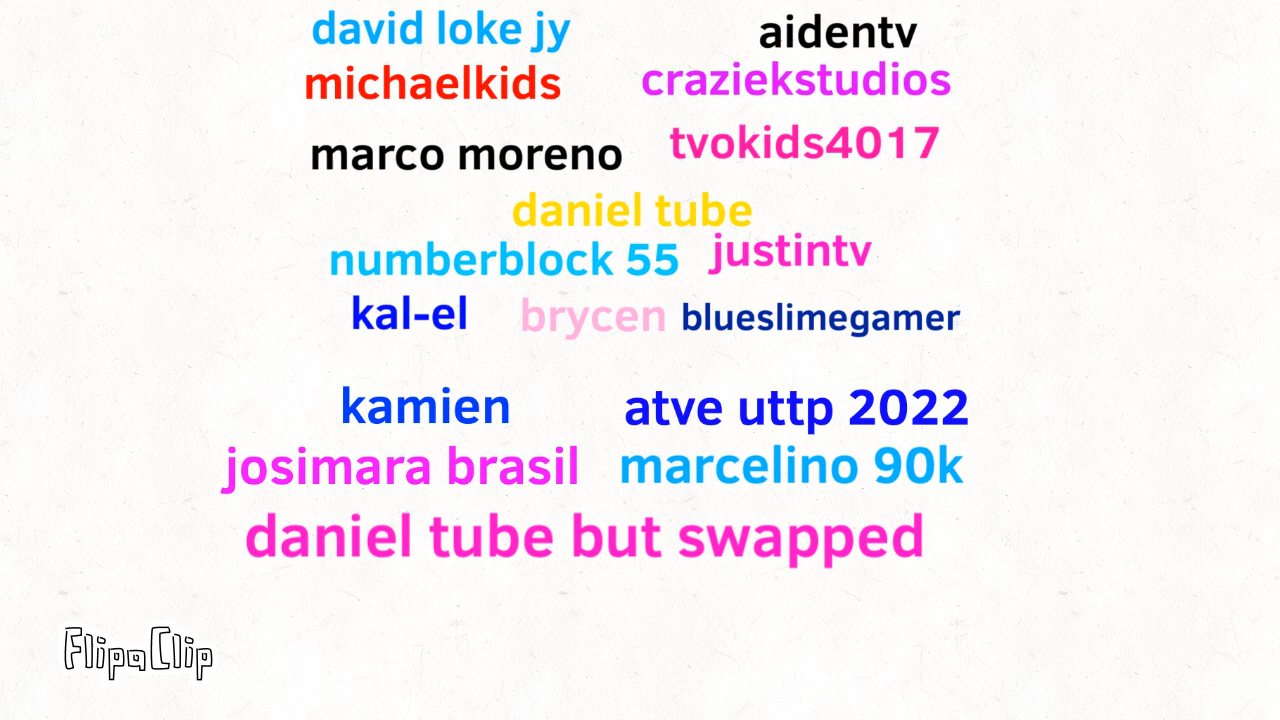 david loke jy
aidentv
michaelkids
craziekstudios
marco moreno
tvokids4017
daniel tube
numberblock 55
justintv
kal-el
brycen
blueslimegamer
kamien
atve uttp 2022
josimara brasil
marcelino 90k
daniel tube but swapped
FlipaClip